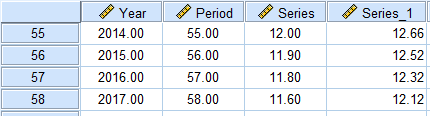 Year Period Series Series_1
55 2014.00 55.00 12.00 12.66
56 2015.00 56.00 11.90 12.52
57 2016.00 57.00 11.80 12.32
58 2017.00 58.00 11.60 12.12